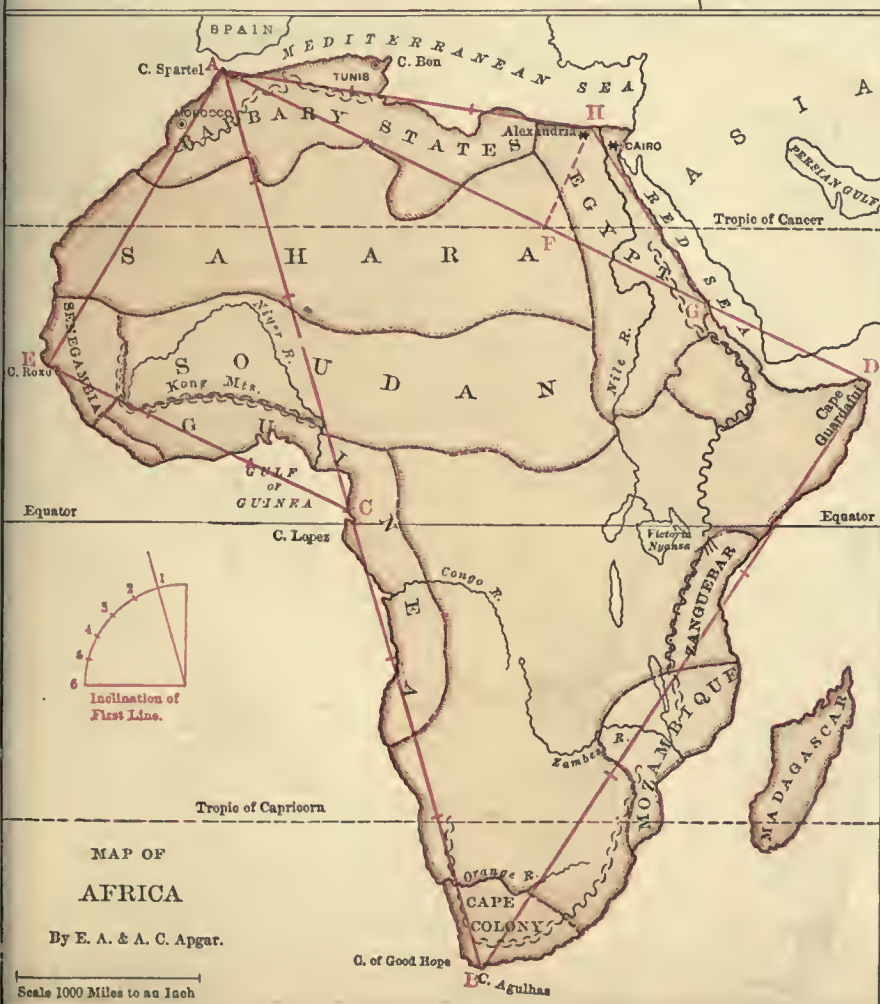 SPAIN
MEDITERRANEAN SEA
A
C. Spartel
C. Bon
TUNIS
MOROCCO
BARBARY STATES
Alexandria
H
CAIRO
ASIA
PERSIAN GULF
EGYPT
RED SEA
Tropic of Cancer
F
SAHARA
G
E
C. Roxo
SENEGAMBIA
Niger R.
SOUDAN
Kong Mts.
Nile R.
D
Cape
Guardafui
GUINEA
GULF
OF
GUINEA
C
Equator
Equator
C. Lopez
Victoria
Nyanza
ZANGUEBAR
Congo R.
1
2
3
4
5
6
Inclination of
First Line.
MOZAMBIQUE
Zambesi R.
MADAGASCAR
Tropic of Capricorn
MAP OF
AFRICA
By E. A. & A. C. Apgar.
Orange R.
CAPE
COLONY
C. of Good Hope
B
C. Agulhas
Scale 1000 Miles to an Inch